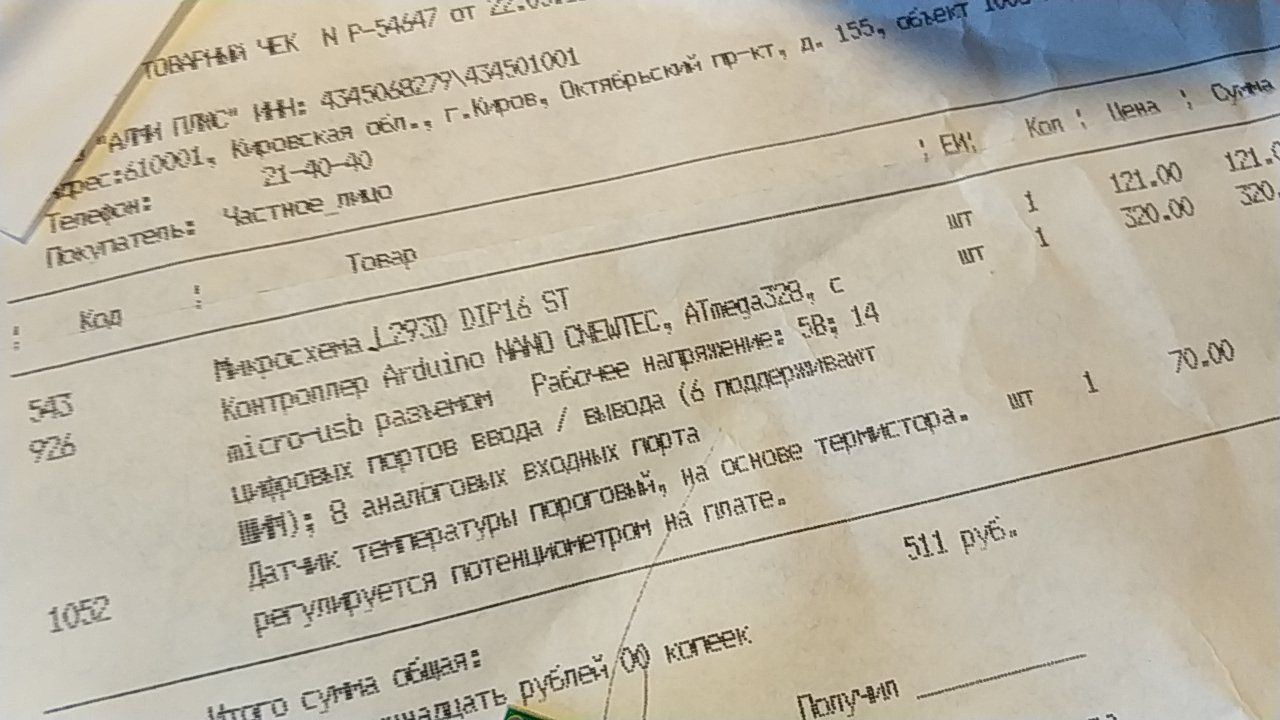 ТОВАРНЫЙ ЧЕК N Р-54647 от
"АЛМИ ПЛЮС" ИНН: 4345068279\434501001
адрес:610001, Кировская обл., г.Киров, Октябрьский пр-кт, д. 155, объект
Телефон: 21-40-40
Покупатель: Частное_лицо
¦ Код ¦ Товар ¦ ЕИ¦ Кол ¦ Цена ¦ Сумма
543 Микросхема L293D DIP16 ST шт 1 121.00 121.0
926 Контроллер Arduino NANO CNEWTEC, ATmega328, с шт 1 320.00 320.
micro-usb разъемом Рабочее напряжение: 5В; 14
цифровых портов ввода / вывода (6 поддерживают
ШИМ); 8 аналоговых входных порта
1052 Датчик температуры пороговый, на основе термистора. шт 1 70.00
регулируется потенциометром на плате.
Итого сумма общая: 511 руб.
рублей 00 копеек
Получил